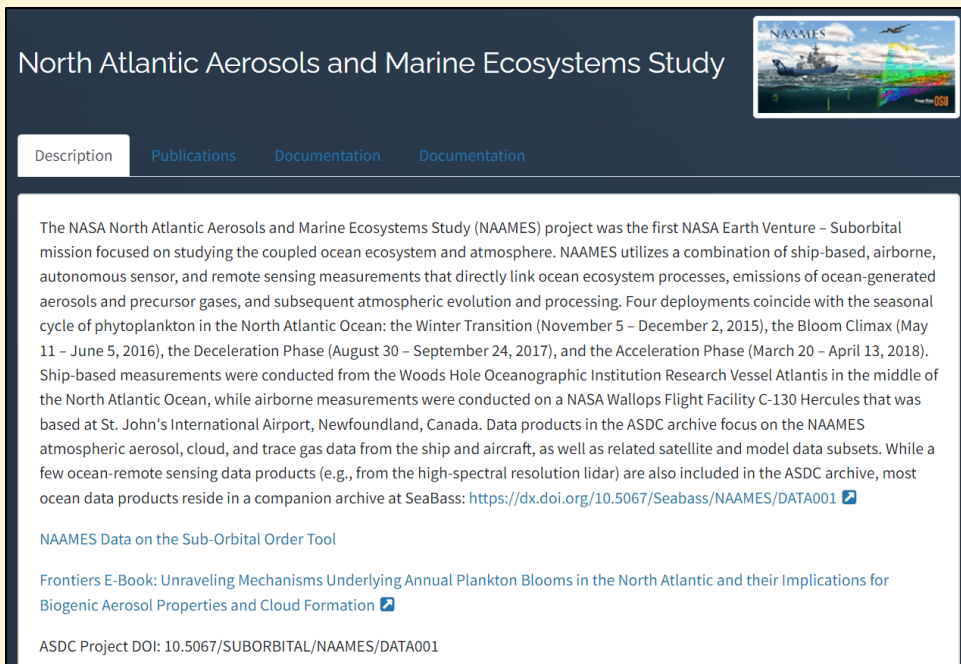 North Atlantic Aerosols and Marine Ecosystems Study
NAAMES
OSU
Description
Publications
Documentation
Documentation
The NASA North Atlantic Aerosols and Marine Ecosystems Study (NAAMES) project was the first NASA Earth Venture – Suborbital
mission focused on studying the coupled ocean ecosystem and atmosphere. NAAMES utilizes a combination of ship-based, airborne,
autonomous sensor, and remote sensing measurements that directly link ocean ecosystem processes, emissions of ocean-generated
aerosols and precursor gases, and subsequent atmospheric evolution and processing. Four deployments coincide with the seasonal
cycle of phytoplankton in the North Atlantic Ocean: the Winter Transition (November 5 – December 2, 2015), the Bloom Climax (May
11 – June 5, 2016), the Deceleration Phase (August 30 – September 24, 2017), and the Acceleration Phase (March 20 – April 13, 2018).
Ship-based measurements were conducted from the Woods Hole Oceanographic Institution Research Vessel Atlantis in the middle of
the North Atlantic Ocean, while airborne measurements were conducted on a NASA Wallops Flight Facility C-130 Hercules that was
based at St. John's International Airport, Newfoundland, Canada. Data products in the ASDC archive focus on the NAAMES
atmospheric aerosol, cloud, and trace gas data from the ship and aircraft, as well as related satellite and model data subsets. While a
few ocean-remote sensing data products (e.g., from the high-spectral resolution lidar) are also included in the ASDC archive, most
ocean data products reside in a companion archive at SeaBass: https://dx.doi.org/10.5067/Seabass/NAAMES/DATA001
NAAMES Data on the Sub-Orbital Order Tool
Frontiers E-Book: Unraveling Mechanisms Underlying Annual Plankton Blooms in the North Atlantic and their Implications for
Biogenic Aerosol Properties and Cloud Formation
ASDC Project DOI: 10.5067/SUBORBITAL/NAAMES/DATA001